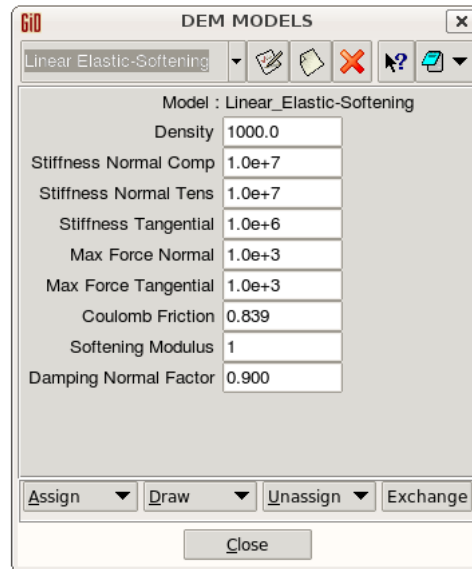 GiD DEM MODELS x
Linear Elastic-Softening
Model : Linear_Elastic-Softening
Density 1000.0
Stiffness Normal Comp 1.0e+7
Stiffness Normal Tens 1.0e+7
Stiffness Tangential 1.0e+6
Max Force Normal 1.0e+3
Max Force Tangential 1.0e+3
Coulomb Friction 0.839
Softening Modulus 1
Damping Normal Factor 0.900
Assign Draw Unassign Exchange
Close